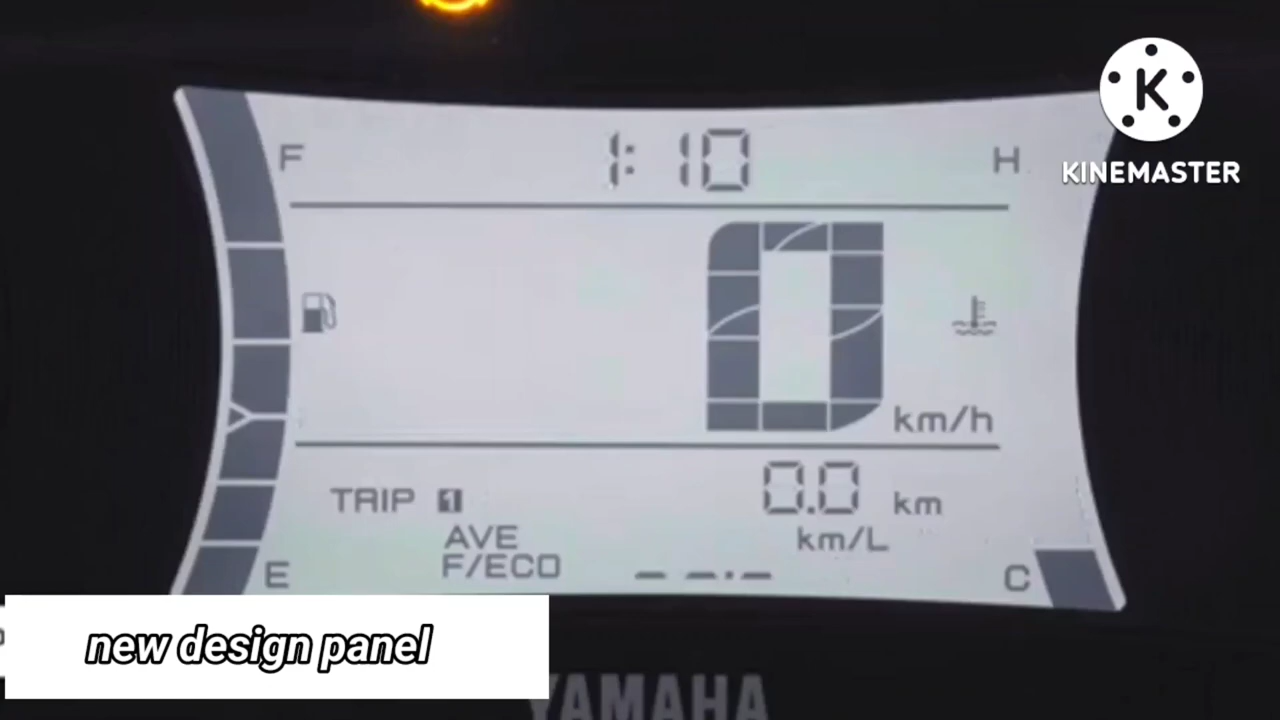 F 1:10 H
KINEMASTER
0 km/h
TRIP 1 0.0 km
AVE km/L
F/ECO -- -.-
E C
new design panel
YAMAHA